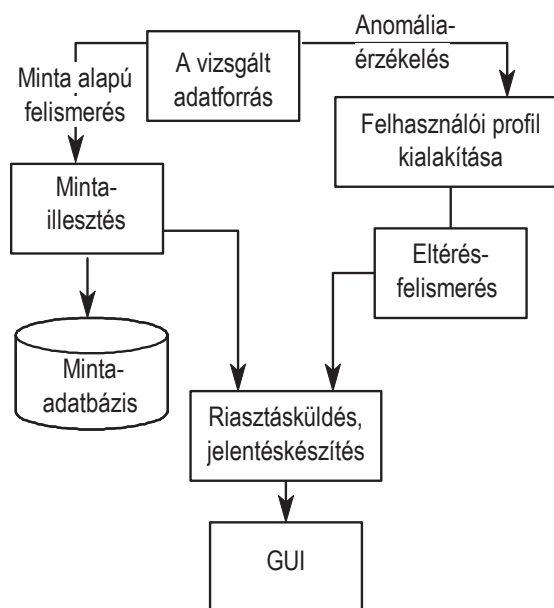 Anomália-
érzékelés
A vizsgált
adatforrás
Minta alapú
felismerés
Felhasználói profil
kialakítása
Minta-
illesztés
Eltérés-
felismerés
Minta-
adatbázis
Riasztásküldés,
jelentéskészítés
GUI